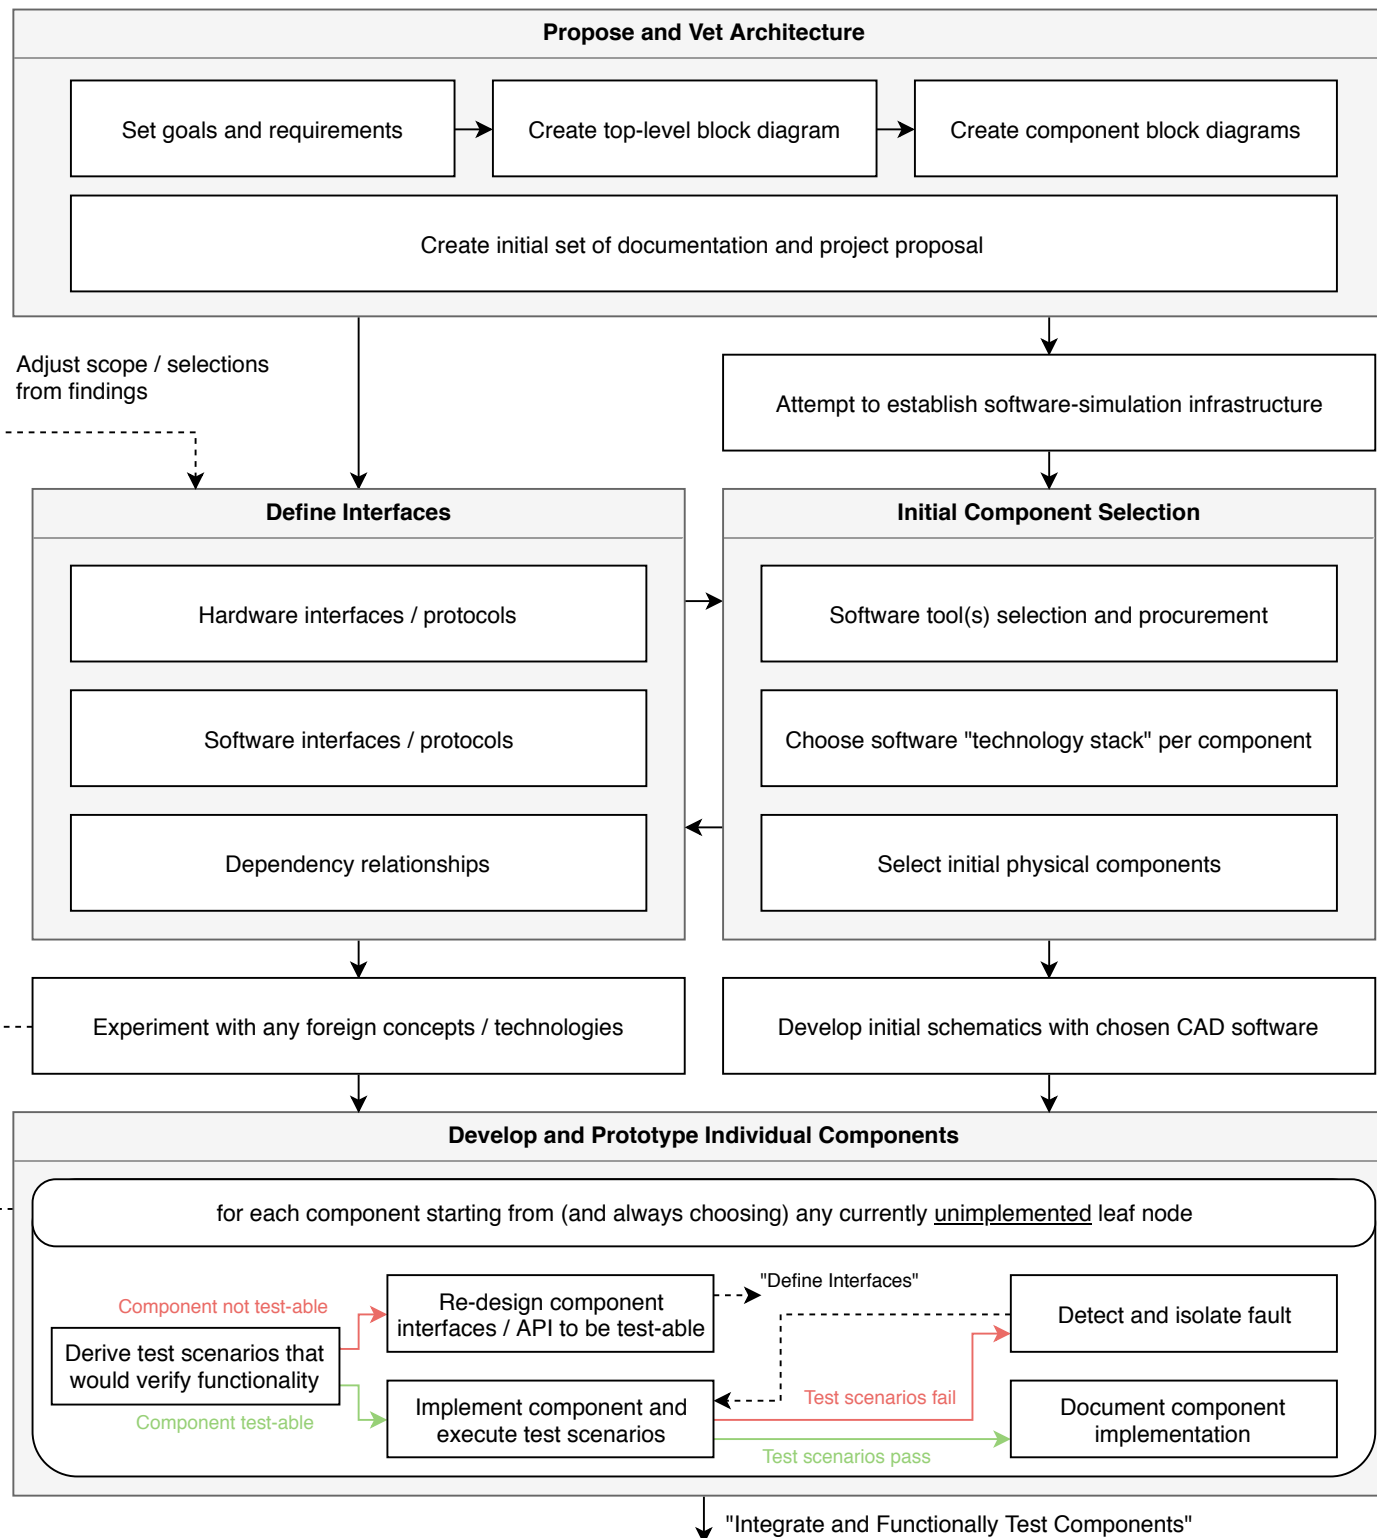 Propose and Vet Architecture
Set goals and requirements
Create top-level block diagram
Create component block diagrams
Create initial set of documentation and project proposal
Adjust scope / selections
from findings
Attempt to establish software-simulation infrastructure
Define Interfaces
Hardware interfaces / protocols
Software interfaces / protocols
Dependency relationships
Initial Component Selection
Software tool(s) selection and procurement
Choose software "technology stack" per component
Select initial physical components
Experiment with any foreign concepts / technologies
Develop initial schematics with chosen CAD software
Develop and Prototype Individual Components
for each component starting from (and always choosing) any currently unimplemented leaf node
Derive test scenarios that
would verify functionality
Component not test-able
Component test-able
Re-design component
interfaces / API to be test-able
"Define Interfaces"
Implement component and
execute test scenarios
Test scenarios fail
Test scenarios pass
Detect and isolate fault
Document component
implementation
"Integrate and Functionally Test Components"